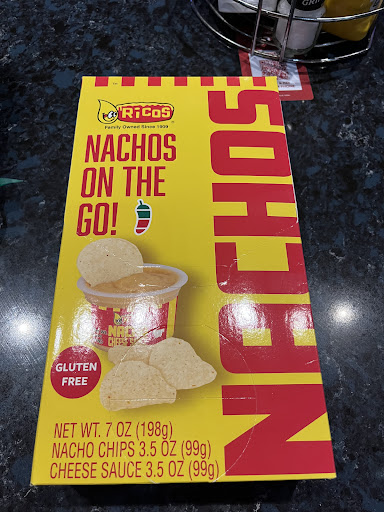 RiCOS
Family Owned Since 1909
NACHOS
ON THE
GO!
NACHOS
GLUTEN
FREE
NET WT. 7 OZ (198g)
NACHO CHIPS 3.5 OZ (99g)
CHEESE SAUCE 3.5 OZ (99g)